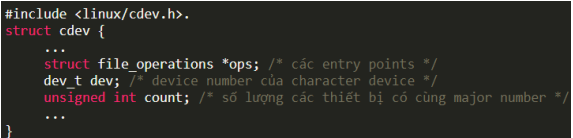 #include <linux/cdev.h>.
struct cdev {
...
struct file_operations *ops; /* các entry points */
dev_t dev; /* device number của character device */
unsigned int count; /* số lượng các thiết bị có cùng major number */
...
}